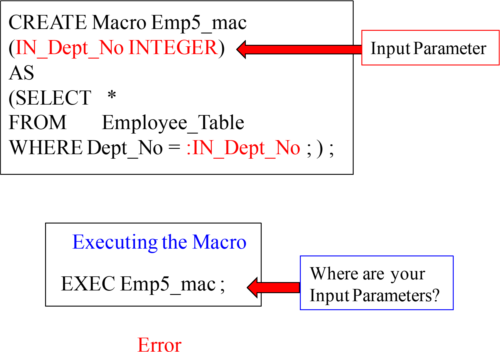 CREATE Macro Emp5_mac
(IN_Dept_No INTEGER)
Input Parameter
AS
(SELECT *
FROM Employee_Table
WHERE Dept_No = :IN_Dept_No ; ) ;
Executing the Macro
EXEC Emp5_mac ;
Where are your
Input Parameters?
Error